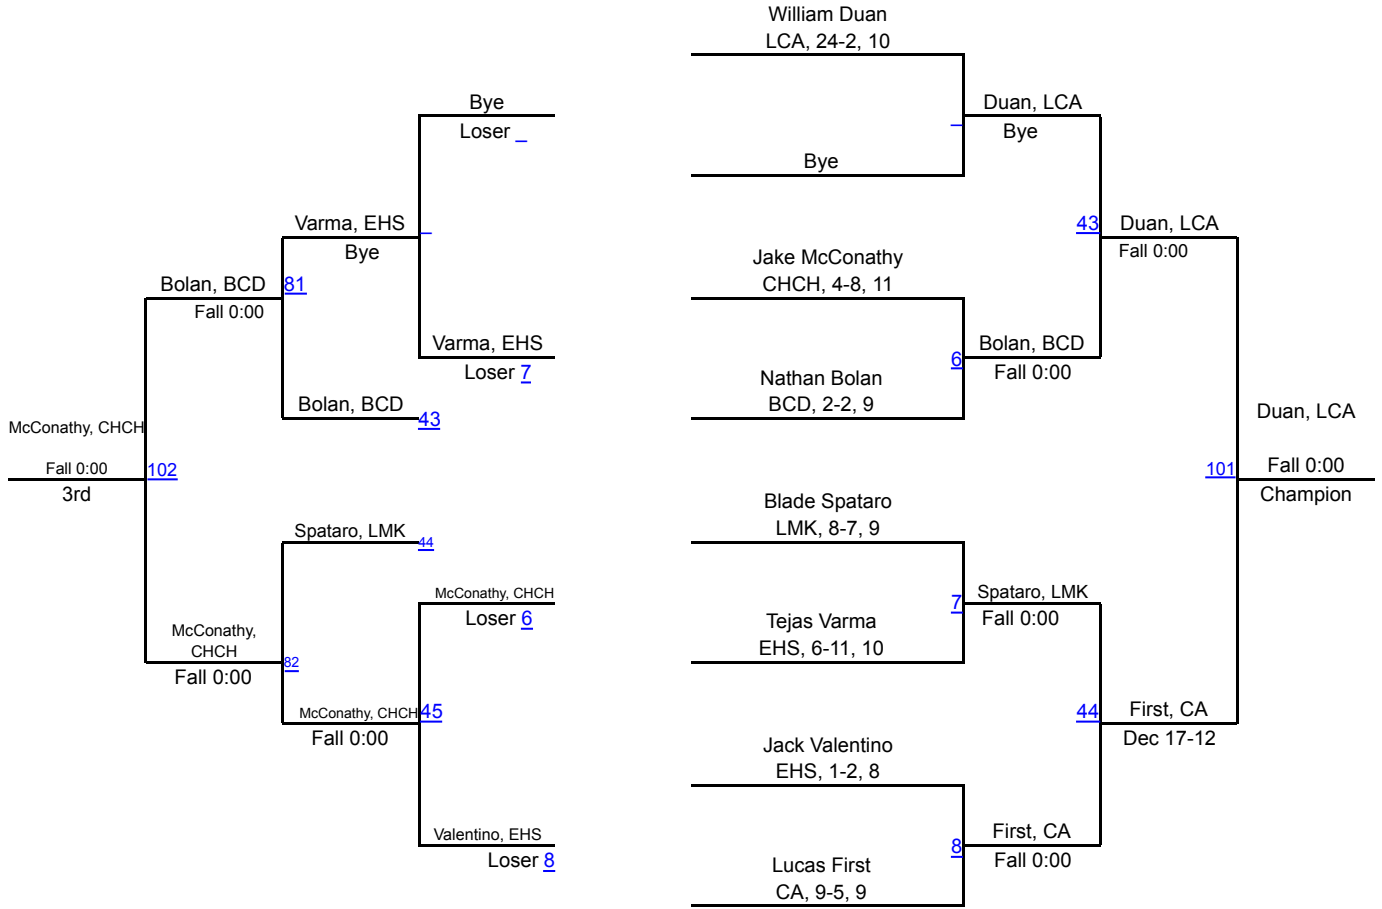 William Duan
LCA, 24-2, 10
Bye
Loser _
_
Duan, LCA
Bye
Bye
Varma, EHS
_
Bye
43
Duan, LCA
Fall 0:00
Jake McConathy
CHCH, 4-8, 11
Bolan, BCD
81
Fall 0:00
Varma, EHS
Loser 7
6
Bolan, BCD
Fall 0:00
Nathan Bolan
BCD, 2-2, 9
Bolan, BCD
43
McConathy, CHCH
Fall 0:00
102
3rd
Duan, LCA
101
Fall 0:00
Champion
Blade Spataro
LMK, 8-7, 9
Spataro, LMK
44
McConathy, CHCH
Loser 6
7
Spataro, LMK
Fall 0:00
Tejas Varma
EHS, 6-11, 10
McConathy,
CHCH
82
Fall 0:00
McConathy, CHCH
45
Fall 0:00
44
First, CA
Dec 17-12
Jack Valentino
EHS, 1-2, 8
Valentino, EHS
Loser 8
8
First, CA
Fall 0:00
Lucas First
CA, 9-5, 9